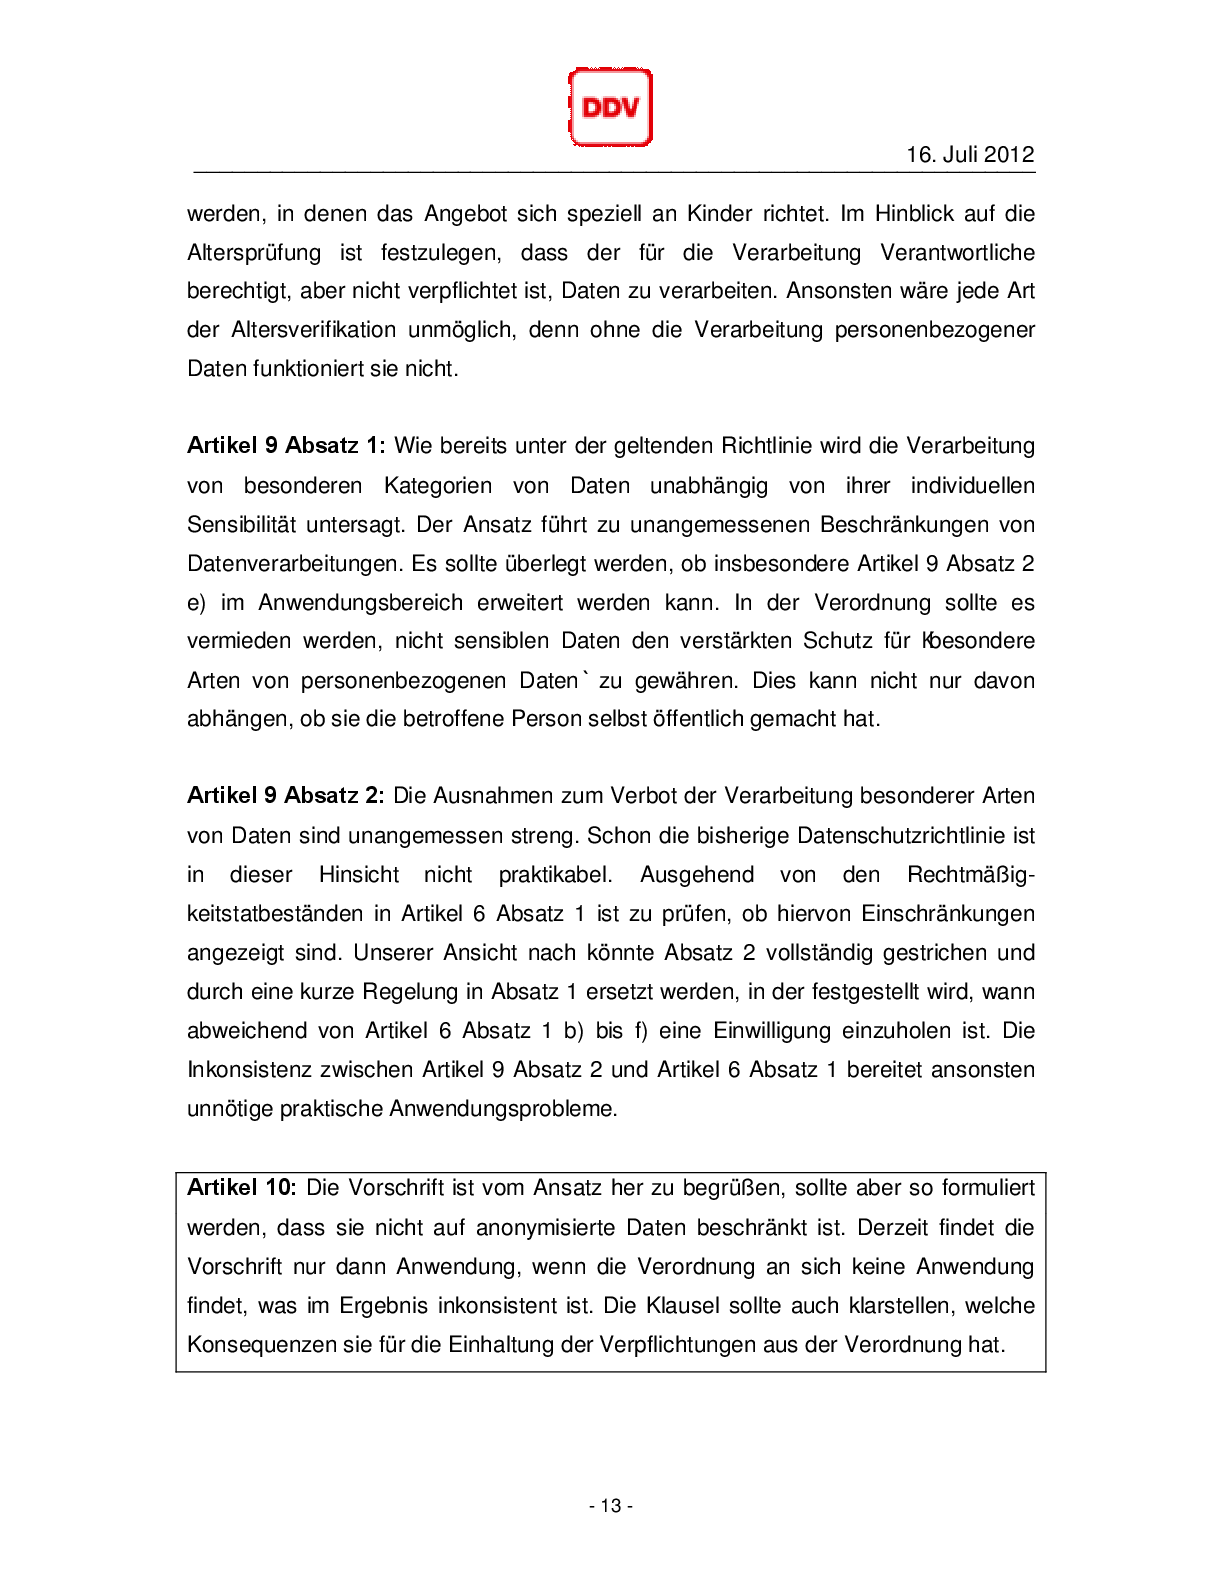 DDV
16. Juli 2012
werden, in denen das Angebot sich speziell an Kinder richtet. Im Hinblick auf die
Altersprüfung ist festzulegen, dass der für die Verarbeitung Verantwortliche
berechtigt, aber nicht verpflichtet ist, Daten zu verarbeiten. Ansonsten wäre jede Art
der Altersverifikation unmöglich, denn ohne die Verarbeitung personenbezogener
Daten funktioniert sie nicht.
Artikel 9 Absatz 1: Wie bereits unter der geltenden Richtlinie wird die Verarbeitung
von besonderen Kategorien von Daten unabhängig von ihrer individuellen
Sensibilität untersagt. Der Ansatz führt zu unangemessenen Beschränkungen von
Datenverarbeitungen. Es sollte überlegt werden, ob insbesondere Artikel 9 Absatz 2
e) im Anwendungsbereich erweitert werden kann. In der Verordnung sollte es
vermieden werden, nicht sensiblen Daten den verstärkten Schutz für Kbesondere
Arten von personenbezogenen Daten` zu gewähren. Dies kann nicht nur davon
abhängen, ob sie die betroffene Person selbst öffentlich gemacht hat.
Artikel 9 Absatz 2: Die Ausnahmen zum Verbot der Verarbeitung besonderer Arten
von Daten sind unangemessen streng. Schon die bisherige Datenschutzrichtlinie ist
in dieser Hinsicht nicht praktikabel. Ausgehend von den Rechtmäßig-
keitstatbeständen in Artikel 6 Absatz 1 ist zu prüfen, ob hiervon Einschränkungen
angezeigt sind. Unserer Ansicht nach könnte Absatz 2 vollständig gestrichen und
durch eine kurze Regelung in Absatz 1 ersetzt werden, in der festgestellt wird, wann
abweichend von Artikel 6 Absatz 1 b) bis f) eine Einwilligung einzuholen ist. Die
Inkonsistenz zwischen Artikel 9 Absatz 2 und Artikel 6 Absatz 1 bereitet ansonsten
unnötige praktische Anwendungsprobleme.
Artikel 10: Die Vorschrift ist vom Ansatz her zu begrüßen, sollte aber so formuliert
werden, dass sie nicht auf anonymisierte Daten beschränkt ist. Derzeit findet die
Vorschrift nur dann Anwendung, wenn die Verordnung an sich keine Anwendung
findet, was im Ergebnis inkonsistent ist. Die Klausel sollte auch klarstellen, welche
Konsequenzen sie für die Einhaltung der Verpflichtungen aus der Verordnung hat.
- 13 -